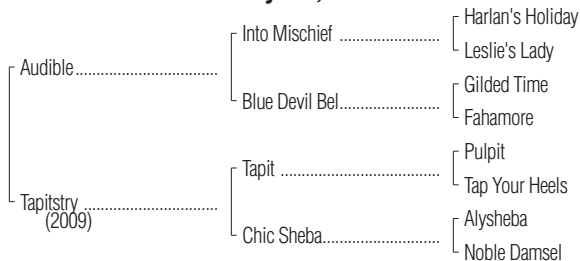 Harlan's Holiday
Into Mischief ........................
Leslie's Lady
Audible..................................
Gilded Time
Blue Devil Bel........................
Fahamore
Pulpit
Tapit ......................................
Tap Your Heels
Tapitstry ................................
(2009)
Alysheba
Chic Sheba............................
Noble Damsel